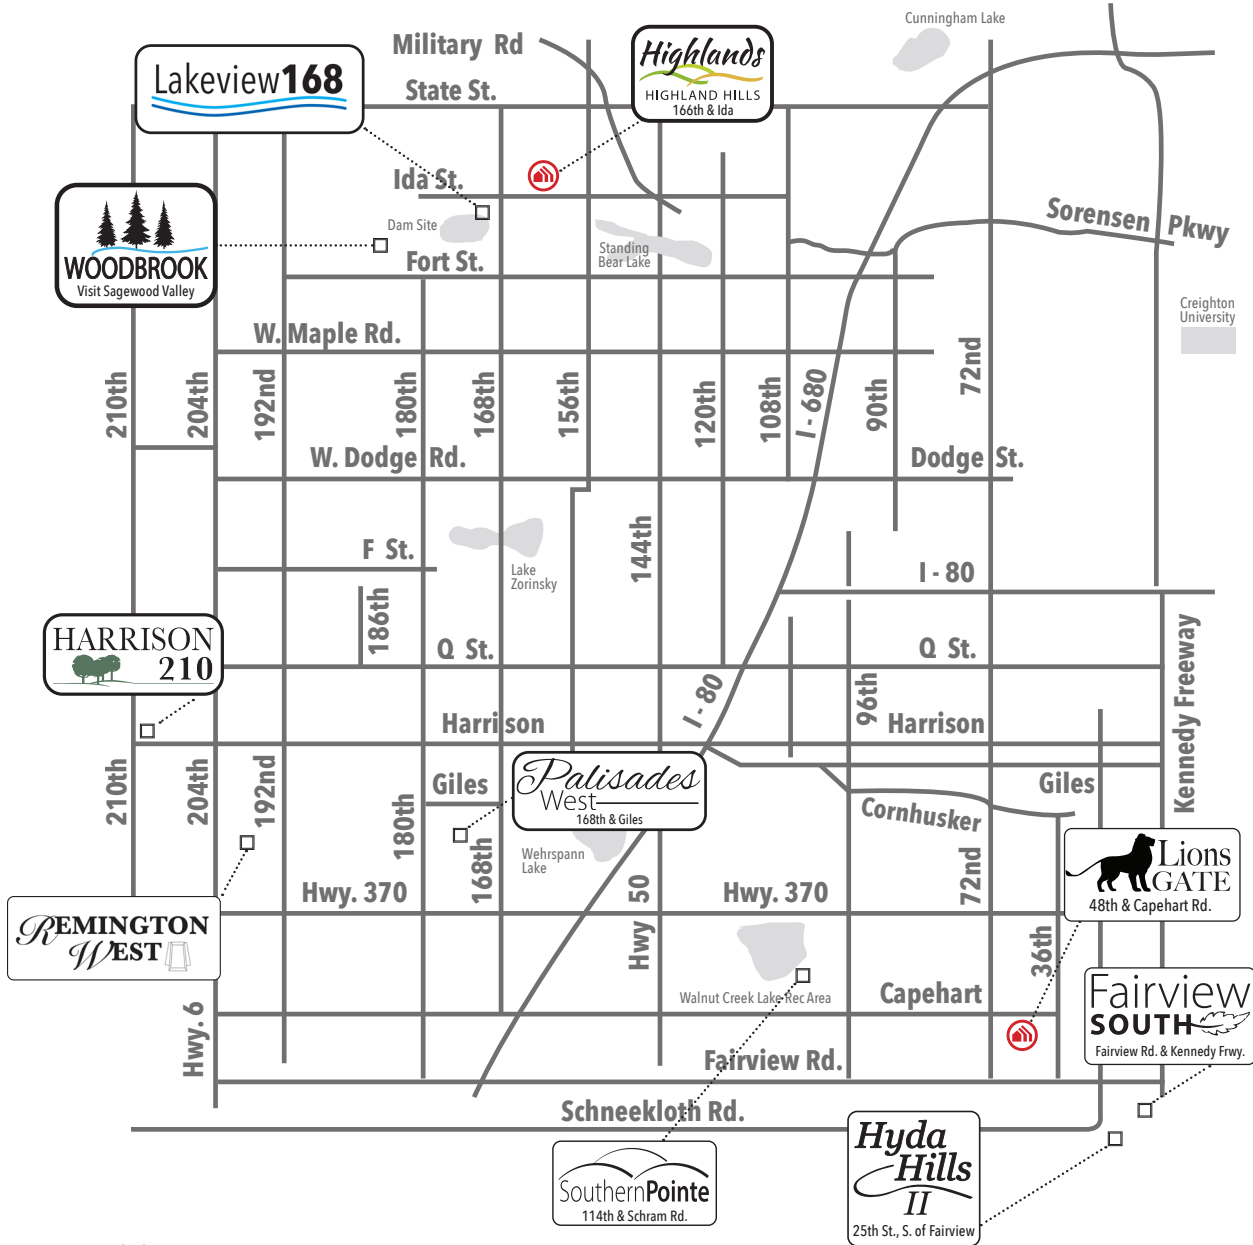 Cunningham Lake
Military Rd
Highlands
HIGHLAND HILLS
166th & Ida
Lakeview168
State St.
Ida St.
Dam Site
Standing
Bear Lake
Sorensen Pkwy
WOODBROOK
Visit Sagewood Valley
Fort St.
Creighton
University
W. Maple Rd.
210th
204th
192nd
180th
168th
156th
120th
108th
I - 680
90th
72nd
W. Dodge Rd.
Dodge St.
F St.
Lake
Zorinsky
144th
I - 80
186th
HARRISON
210
Q St.
Q St.
I - 80
96th
Kennedy Freeway
Harrison
Harrison
210th
204th
192nd
180th
Giles
168th
Palisades
West
168th & Giles
Giles
Cornhusker
Wehrspann
Lake
Lions
GATE
48th & Capehart Rd.
Hwy. 370
Hwy 50
Hwy. 370
72nd
36th
REMINGTON
WEST
Walnut Creek Lake Rec Area
Capehart
Fairview
SOUTH
Fairview Rd. & Kennedy Frwy.
Hwy. 6
Fairview Rd.
Schneekloth Rd.
Hyda
Hills
II
25th St., S. of Fairview
SouthernPointe
114th & Schram Rd.